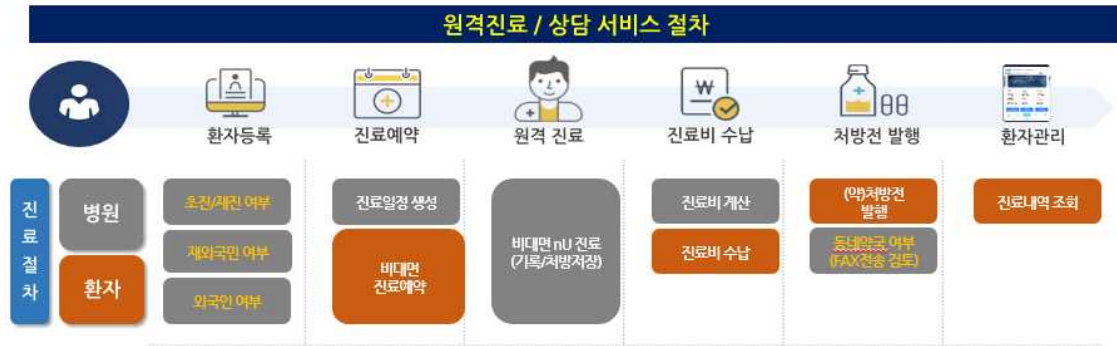 원격진료 / 상담 서비스 절차
환자등록
진료예약
원격 진료
진료비 수납
처방전 발행
환자관리
진료절차
병원
환자
초진/재진 여부
재외국민 여부
외국인 여부
진료일정 생성
비대면
진료예약
비대면 nU 진료
(기록/처방저장)
진료비 계산
진료비 수납
(약)처방전
발행
동네약국 여부
(FAX전송 검토)
진료내역 조회